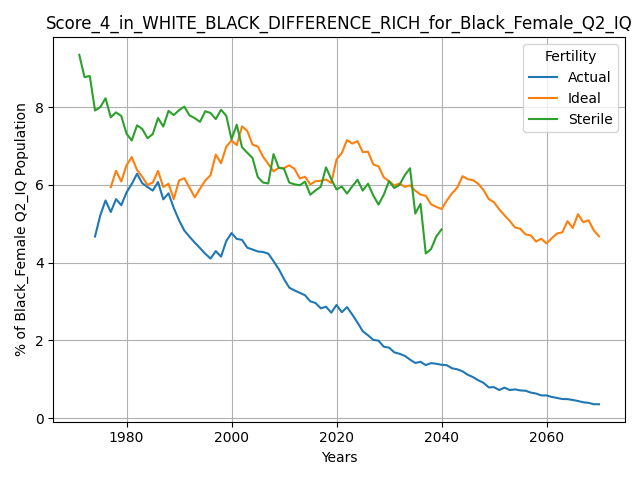 Score_4_in_WHITE_BLACK_DIFFERENCE_RICH_for_Black_Female_Q2_IQ
Fertility
Actual
Ideal
Sterile
% of Black_Female Q2_IQ Population
8
6
4
2
0
1980 2000 2020 2040 2060
Years